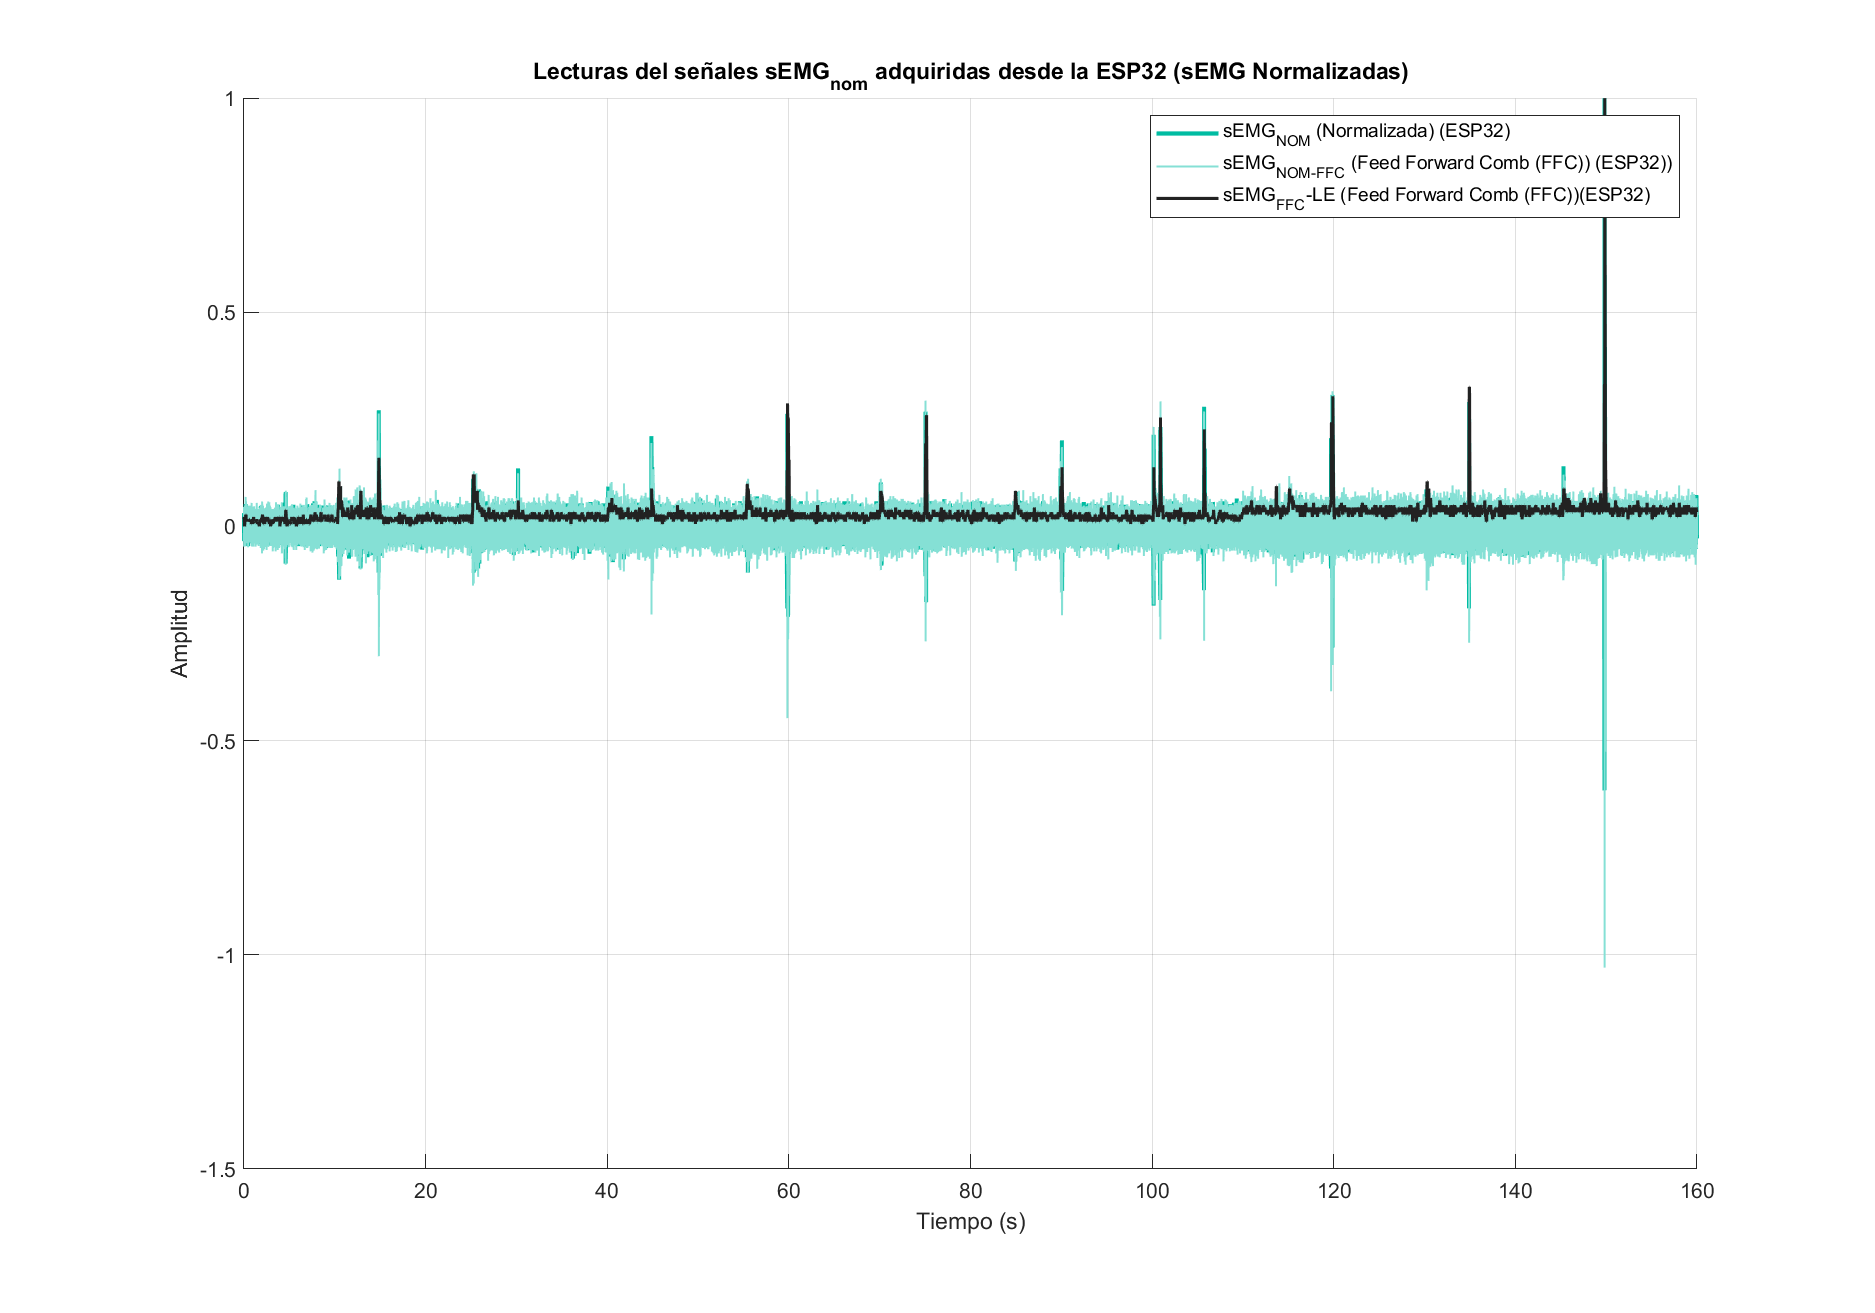 Lecturas del señales sEMGnom adquiridas desde la ESP32 (sEMG Normalizadas)
1
sEMGNOM (Normalizada) (ESP32)
sEMGNOM-FFC (Feed Forward Comb (FFC)) (ESP32))
sEMGFFC-LE (Feed Forward Comb (FFC))(ESP32)
0.5
0
-0.5
-1
-1.5
Amplitud
0 20 40 60 80 100 120 140 160
Tiempo (s)